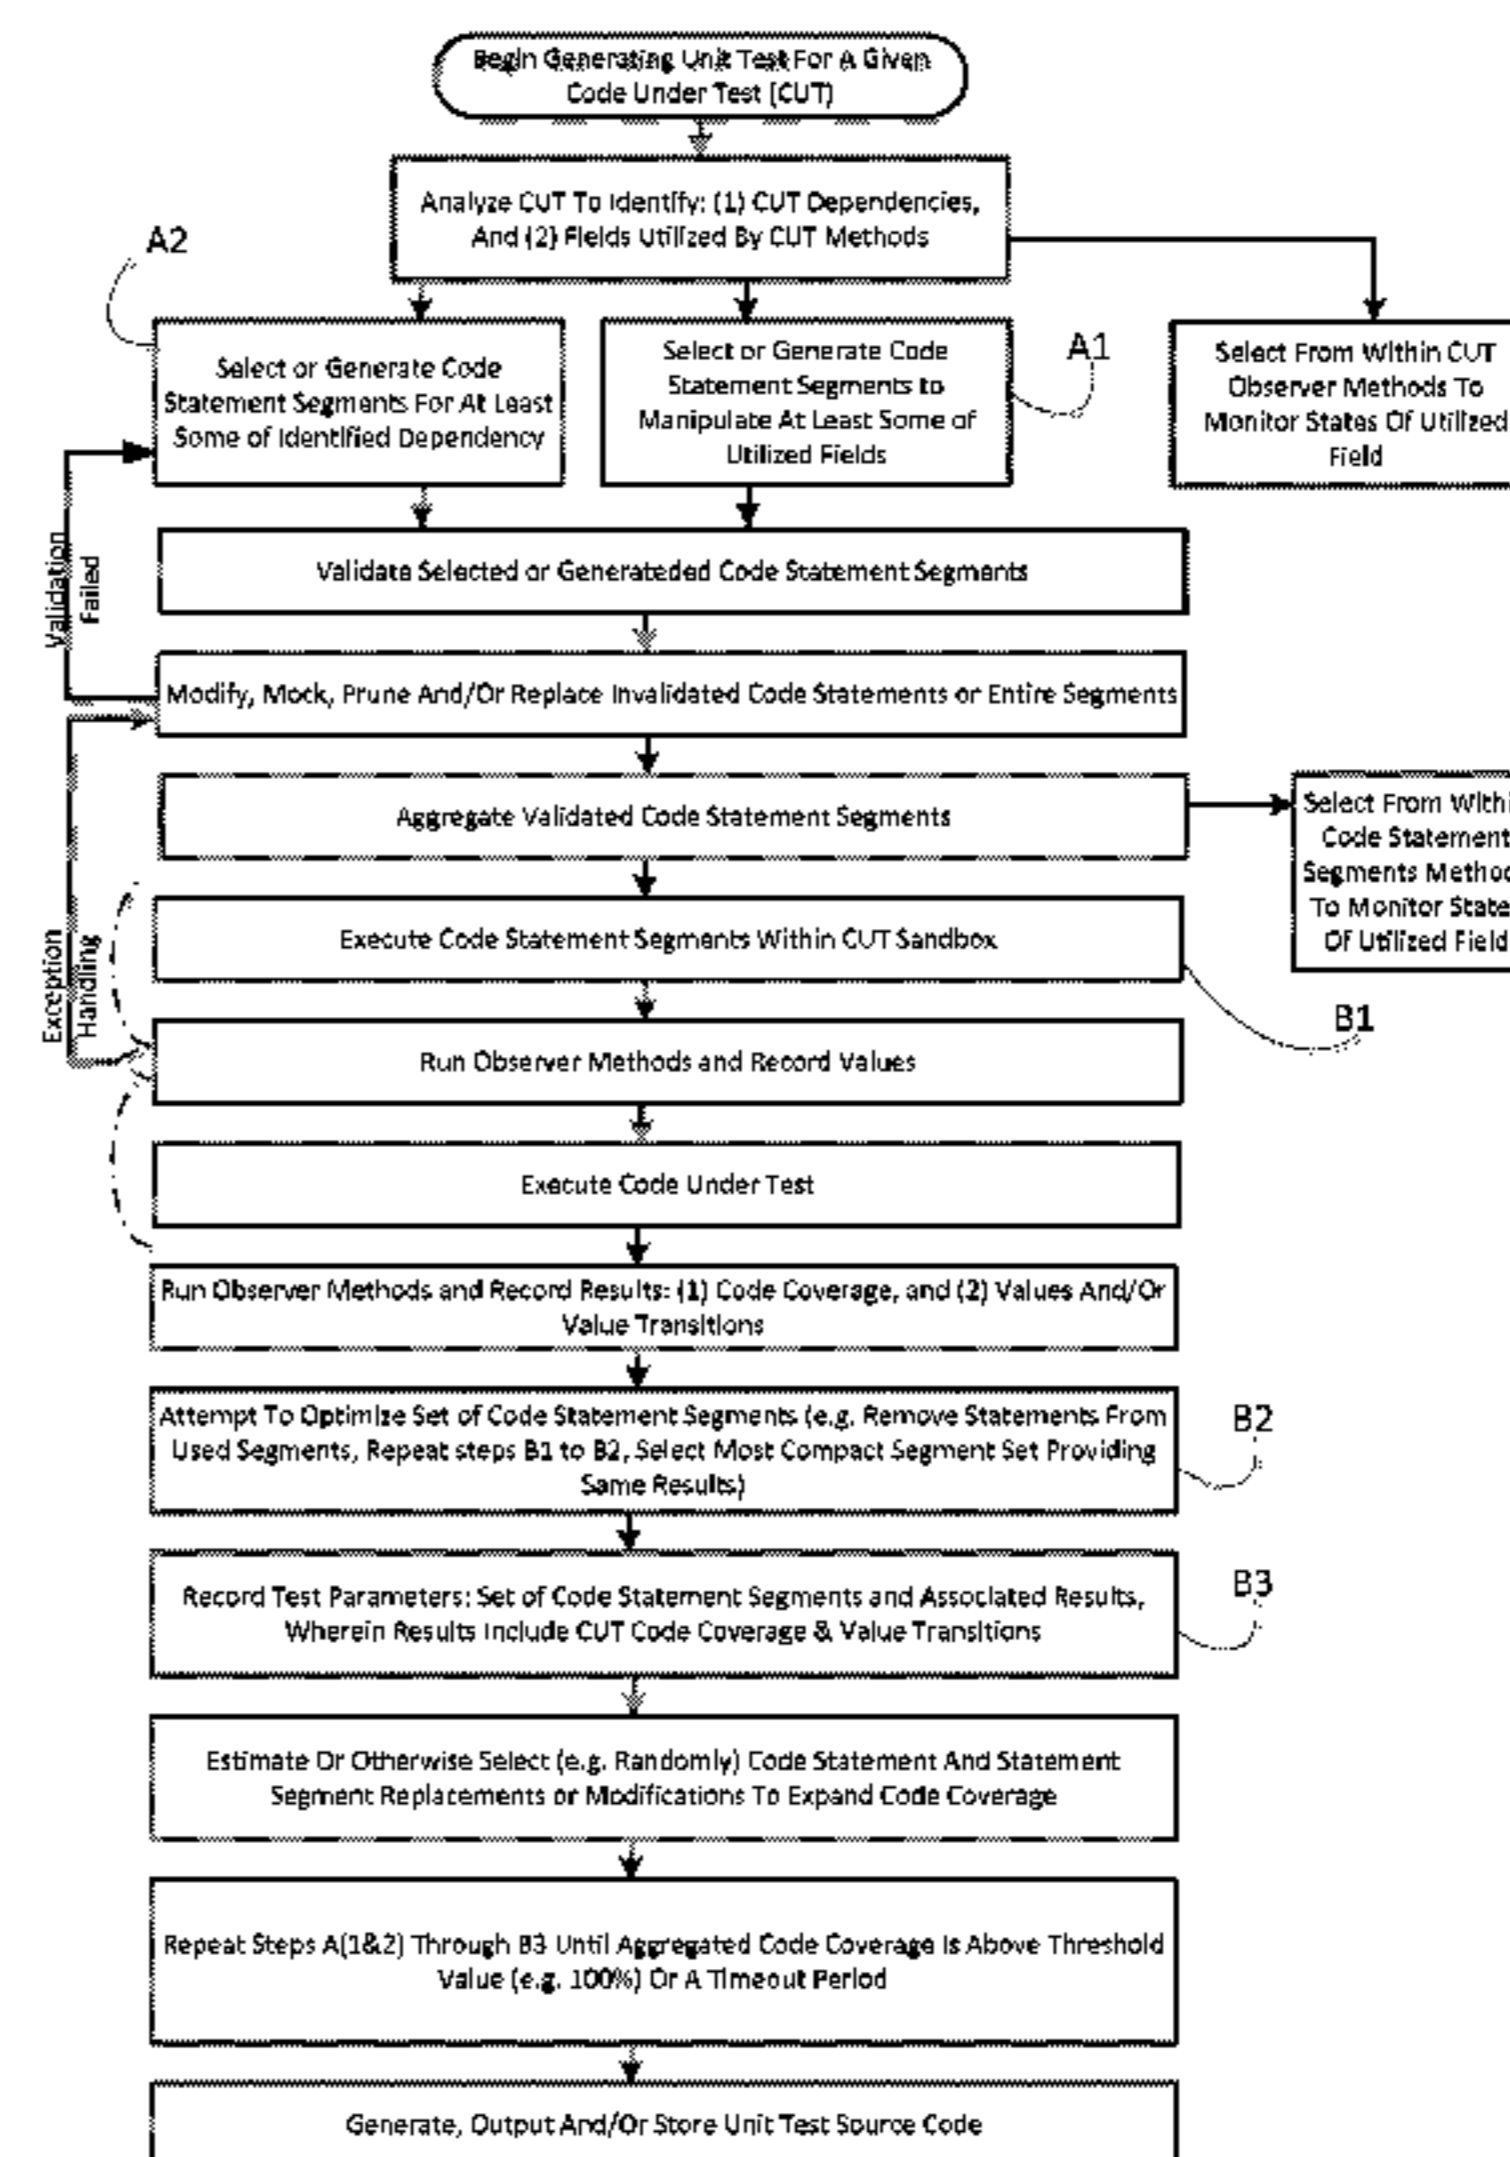 Begin Generating Unit Test For A Given
Code Under Test (CUT)
Analyze CUT To Identify: (1) CUT Dependencies,
And (2) Fields Utilized By CUT Methods
A2
Select or Generate Code
Statement Segments For At Least
Some of Identified Dependency
Select or Generate Code
Statement Segments to
Manipulate At Least Some of
Utilized Fields
A1
Select From Within CUT
Observer Methods To
Monitor States Of Utilized
Field
Validation
Failed
Validate Selected or Generateded Code Statement Segments
Modify, Mock, Prune And/Or Replace Invalidated Code Statements or Entire Segments
Aggregate Validated Code Statement Segments
Select From
Code Statement
Segments
To Monitor
Of Utilized Field
Exception
Handling
Execute Code Statement Segments Within CUT Sandbox
B1
Run Observer Methods and Record Values
Execute Code Under Test
Run Observer Methods and Record Results: (1) Code Coverage, and (2) Values And/Or
Value Transitions
Attempt To Optimize Set of Code Statement Segments (e.g. Remove Statements From
Used Segments, Repeat steps B1 to B2, Select Most Compact Segment Set Providing
Same Results)
B2
Record Test Parameters: Set of Code Statement Segments and Associated Results,
Wherein Results Include CUT Code Coverage & Value Transitions
B3
Estimate Or Otherwise Select (e.g. Randomly) Code Statement And Statement
Segment Replacements or Modifications To Expand Code Coverage
Repeat Steps A(1&2) Through B3 Until Aggregated Code Coverage Is Above Threshold
Value (e.g. 100%) Or A Timeout Period
Generate, Output And/Or Store Unit Test Source Code